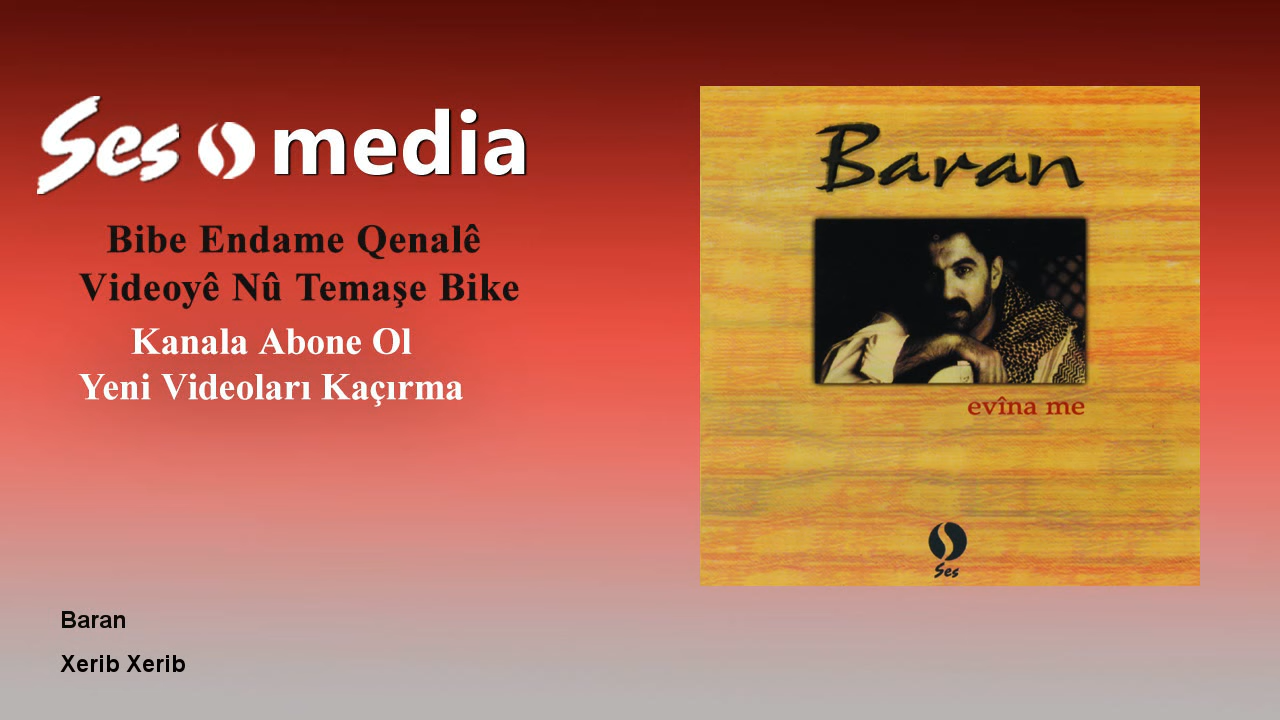 Ses media
Bibe Endame Qenalê
Videoyê Nû Temaşe Bike
Kanala Abone Ol
Yeni Videoları Kaçırma
Baran
evîna me
Ses
Baran
Xerib Xerib